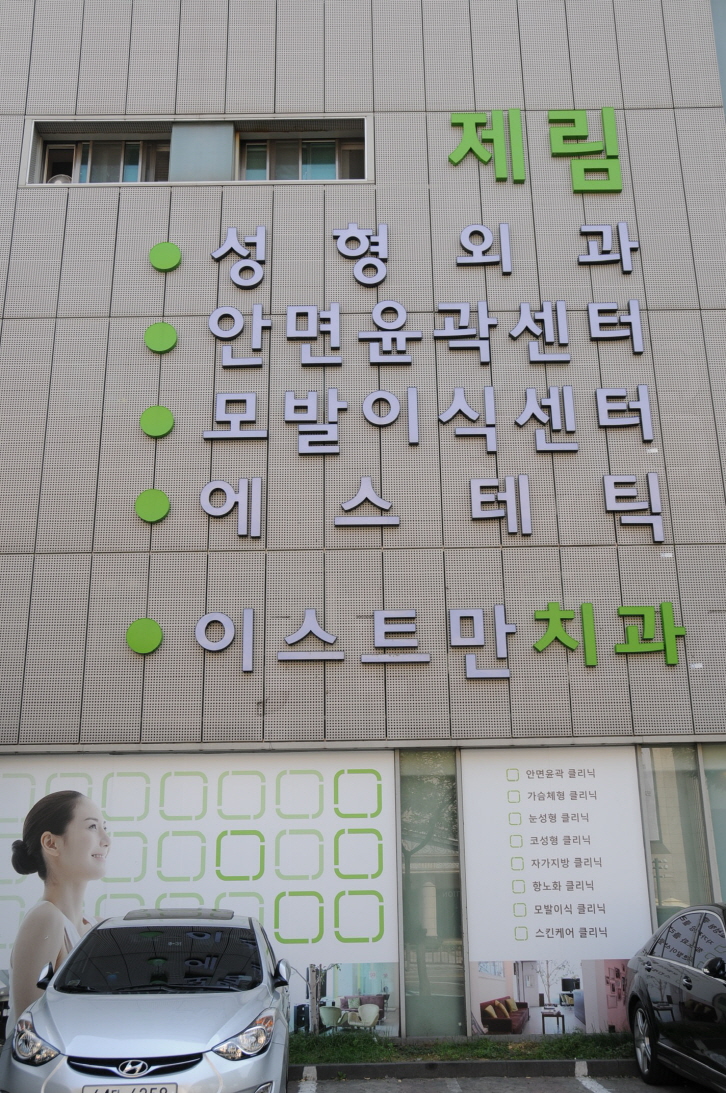 제림
성형외과
안면윤곽센터
모발이식센터
에스테틱
이스트만치과
안면윤곽 클리닉
가슴체형 클리닉
눈성형 클리닉
코성형 클리닉
자가지방 클리닉
항노화 클리닉
모발이식 클리닉
스킨케어 클리닉